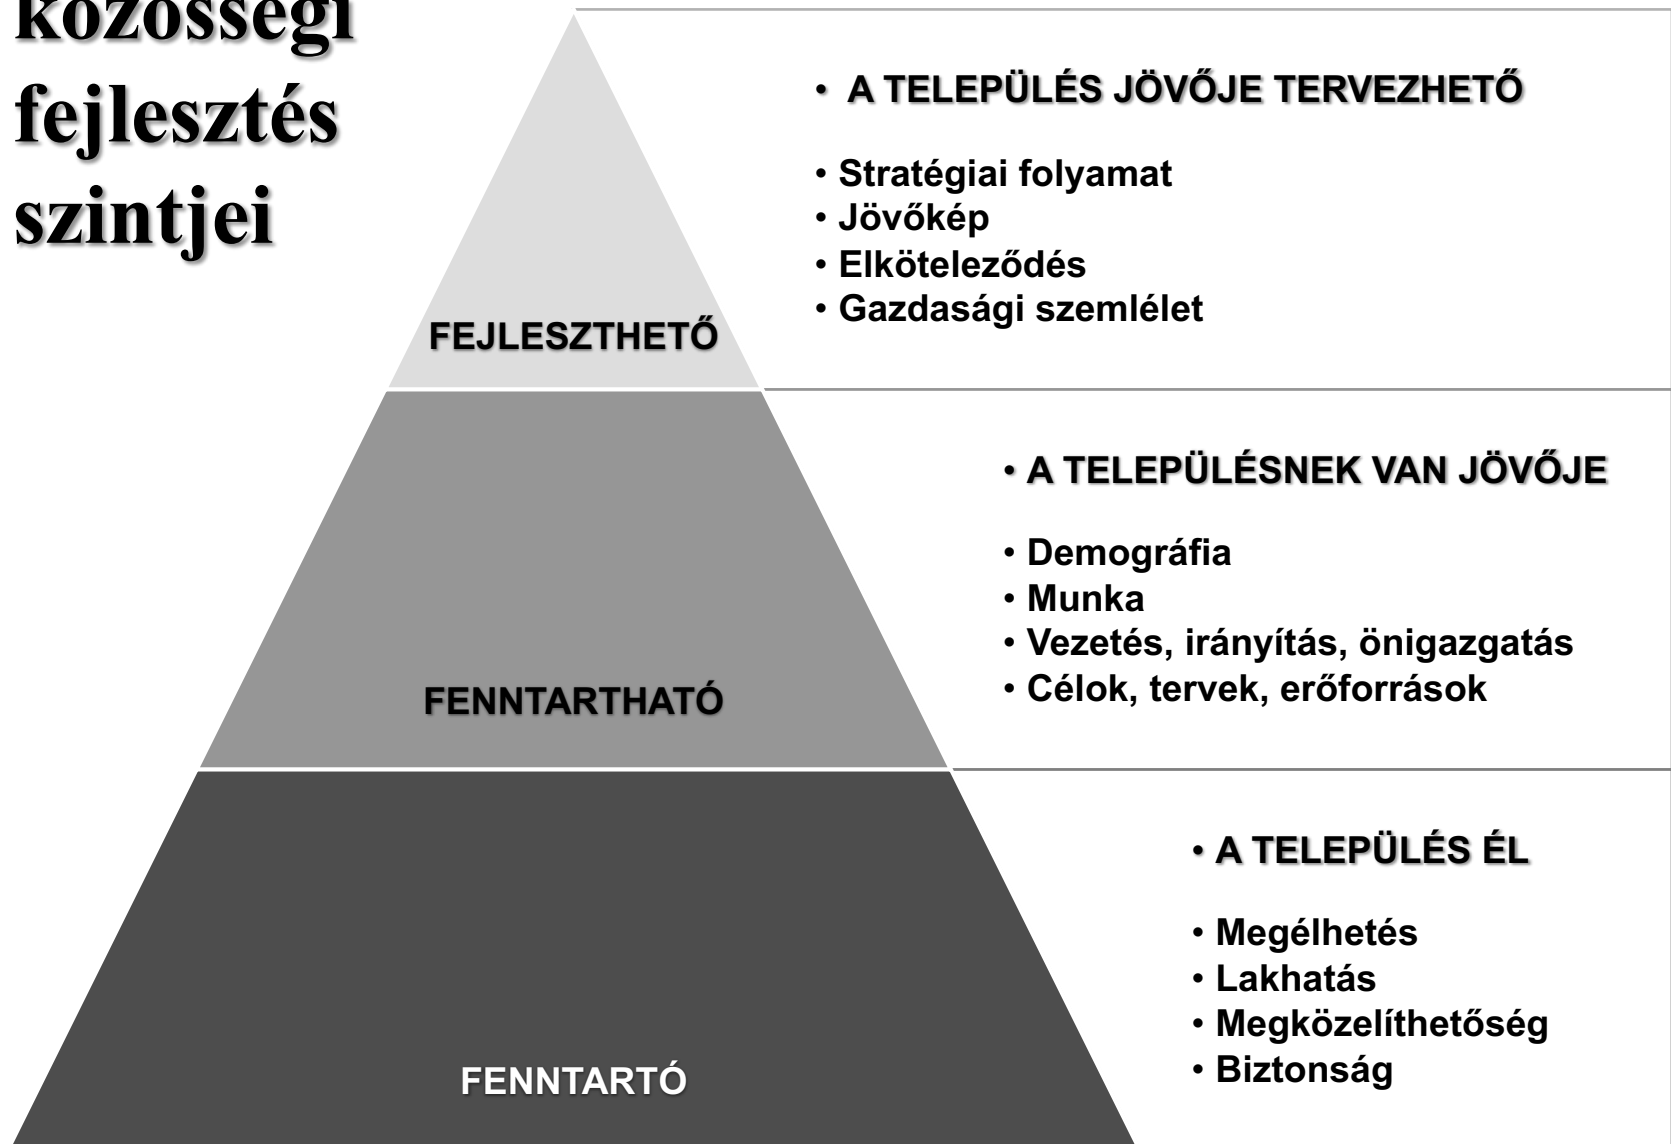 közösségi
fejlesztés
szintjei
• A TELEPÜLÉS JÖVŐJE TERVEZHETŐ
• Stratégiai folyamat
• Jövőkép
• Elköteleződés
• Gazdasági szemlélet
FEJLESZTHETŐ
• A TELEPÜLÉSNEK VAN JÖVŐJE
• Demográfia
• Munka
• Vezetés, irányítás, önigazgatás
• Célok, tervek, erőforrások
FENNTARTHATÓ
• A TELEPÜLÉS ÉL
• Megélhetés
• Lakhatás
• Megközelíthetőség
• Biztonság
FENNTARTÓ